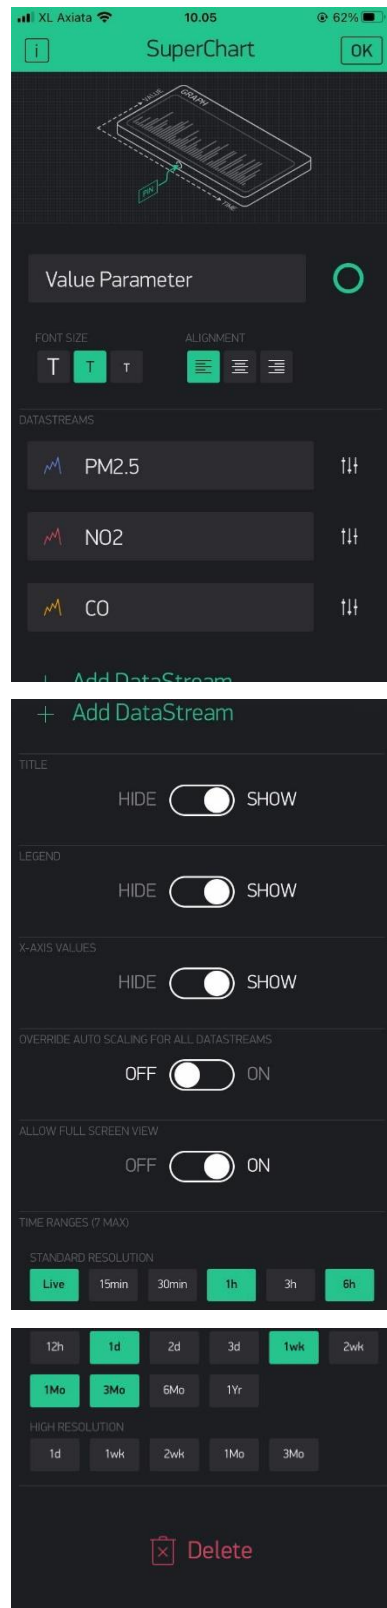 XL Axiata 10.05 62%
i SuperChart OK
VALUE
GRAPH
PIN
TIME
Value Parameter
FONT SIZE ALIGNMENT
T T T
DATASTREAMS
PM2.5
NO2
CO
+ Add DataStream
+ Add DataStream
TITLE
HIDE SHOW
LEGEND
HIDE SHOW
X-AXIS VALUES
HIDE SHOW
OVERRIDE AUTO SCALING FOR ALL DATASTREAMS
OFF ON
ALLOW FULL SCREEN VIEW
OFF ON
TIME RANGES (7 MAX)
STANDARD RESOLUTION
Live 15min 30min 1h 3h 6h
12h 1d 2d 3d 1wk 2wk
1Mo 3Mo 6Mo 1Yr
HIGH RESOLUTION
1d 1wk 2wk 1Mo 3Mo
Delete